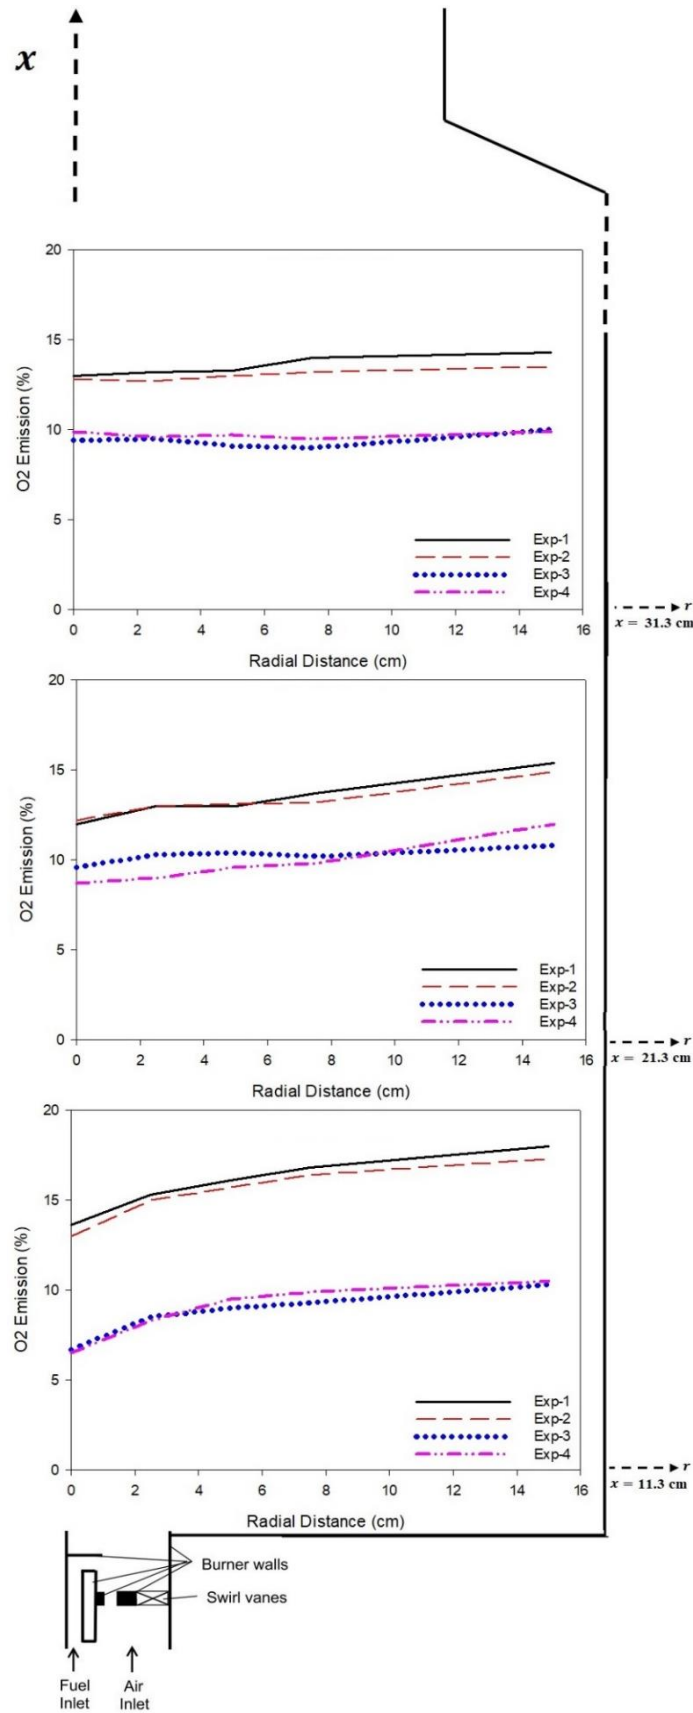 x
20
15
10
5
0
O2 Emission (%)
Exp-1
Exp-2
Exp-3
Exp-4
0 2 4 6 8 10 12 14 16
Radial Distance (cm)
r
x = 31.3 cm
20
15
10
5
0
O2 Emission (%)
Exp-1
Exp-2
Exp-3
Exp-4
0 2 4 6 8 10 12 14 16
Radial Distance (cm)
r
x = 21.3 cm
20
15
10
5
0
O2 Emission (%)
Exp-1
Exp-2
Exp-3
Exp-4
0 2 4 6 8 10 12 14 16
Radial Distance (cm)
r
x = 11.3 cm
Burner walls
Swirl vanes
Fuel
Inlet
Air
Inlet